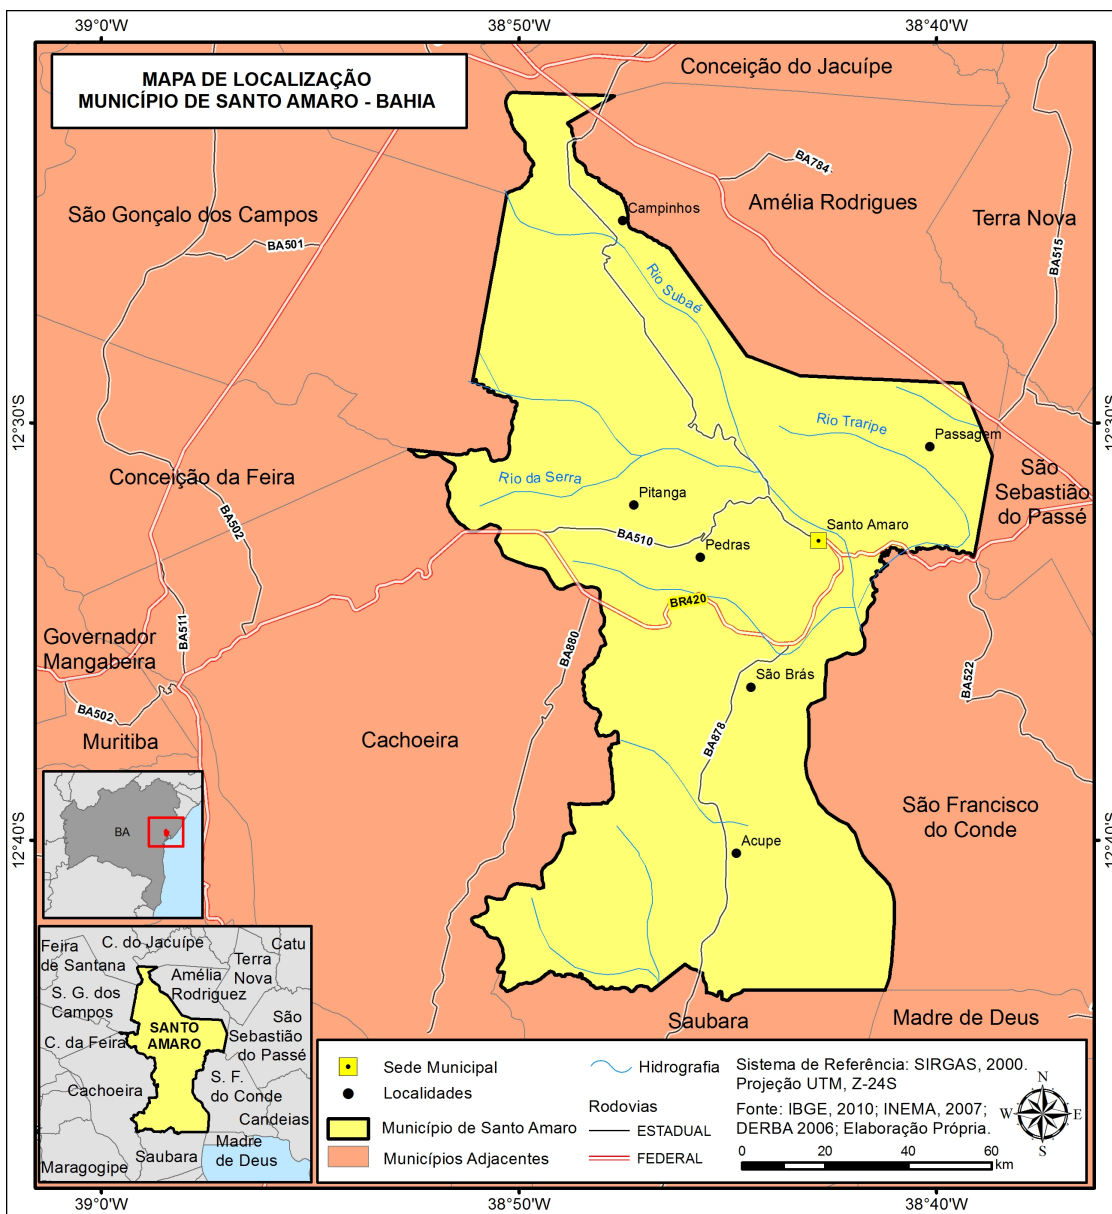 39°0'W
38°50'W
38°40'W
MAPA DE LOCALIZAÇÃO
MUNICÍPIO DE SANTO AMARO - BAHIA
Conceição do Jacuípe
BA784
São Gonçalo dos Campos
Campinhos
Amélia Rodrigues
Terra Nova
BA501
BA515
Rio Subaé
12°30'S
12°30'S
Rio Traripe
Passagem
Conceição da Feira
Rio da Serra
Pitanga
São
Sebastião
do Passé
BA502
BA510
Santo Amaro
Pedras
BR420
Governador
Mangabeira
BA511
BA880
BA522
São Brás
BA502
Muritiba
Cachoeira
BA878
BA
São Francisco
do Conde
12°40'S
12°40'S
Acupe
Saubara
Madre de Deus
Feira
de Santana
C. do Jacuípe
Catu
Terra
Nova
Amélia
Rodriguez
S. G. dos
Campos
SANTO
AMARO
São
Sebastião
do Passé
C. da Feira
Cachoeira
S. F.
do Conde
Candeias
Madre
de Deus
Saubara
Maragogipe
Sede Municipal
Localidades
Município de Santo Amaro
Municípios Adjacentes
Hidrografia
Rodovias
ESTADUAL
FEDERAL
Sistema de Referência: SIRGAS, 2000.
Projeção UTM, Z-24S
Fonte: IBGE, 2010; INEMA, 2007;
DERBA 2006; Elaboração Própria.
0 20 40 60
km
N
W E
S
39°0'W
38°50'W
38°40'W